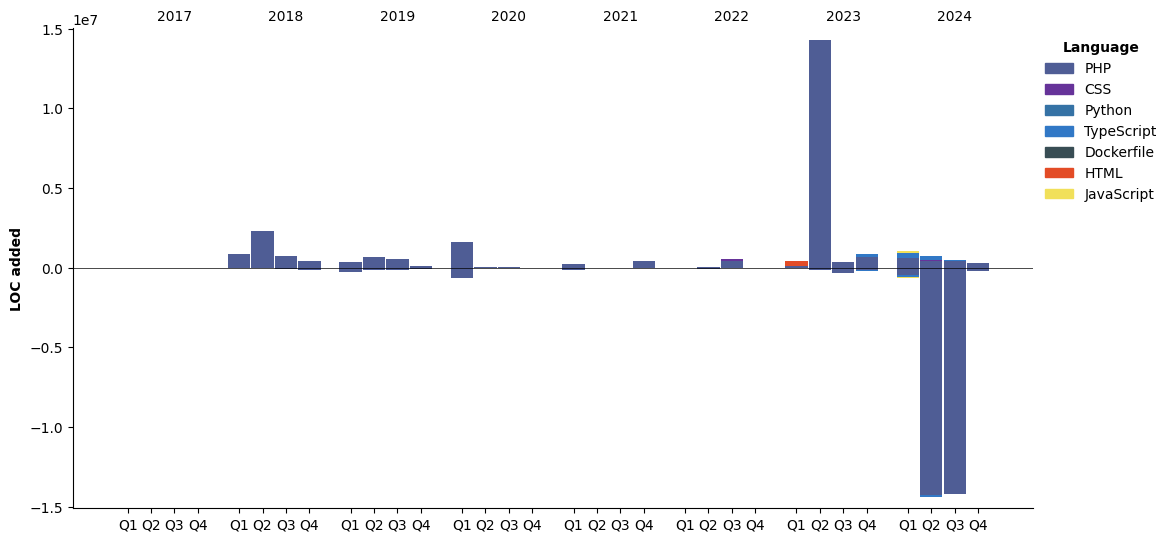 2017 2018 2019 2020 2021 2022 2023 2024
1e7
1.5
1.0
0.5
0.0
−0.5
−1.0
−1.5
LOC added
Q1 Q2 Q3 Q4 Q1 Q2 Q3 Q4 Q1 Q2 Q3 Q4 Q1 Q2 Q3 Q4 Q1 Q2 Q3 Q4 Q1 Q2 Q3 Q4 Q1 Q2 Q3 Q4 Q1 Q2 Q3 Q4
Language
PHP
CSS
Python
TypeScript
Dockerfile
HTML
JavaScript